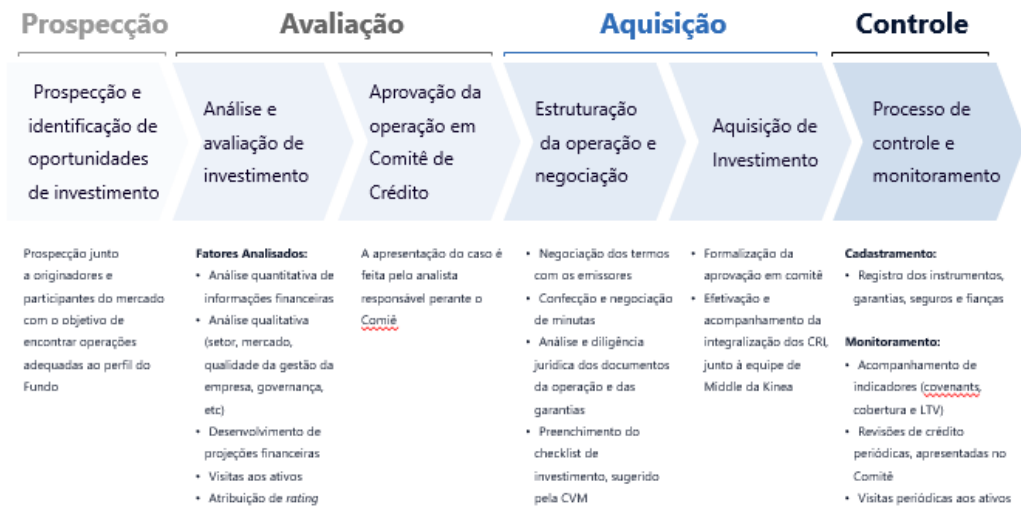 Prospecção
Avaliação
Aquisição
Controle
Prospecção e
identificação de
oportunidades
de investimento
Análise e
avaliação de
investimento
Aprovação da
operação em
Comitê de
Crédito
Estruturação
da operação e
negociação
Aquisição de
Investimento
Processo de
controle e
monitoramento
Prospecção junto
a originadores e
participantes do mercado
com o objetivo de
encontrar operações
adequadas ao perfil do
Fundo
Fatores Analisados:
• Análise quantitativa de
informações financeiras
• Análise qualitativa
(setor, mercado,
qualidade da gestão da
empresa, governança,
etc)
• Desenvolvimento de
projeções financeiras
• Visitas aos ativos
• Atribuição de rating
A apresentação do caso é
feita pelo analista
responsável perante o
Comiê
• Negociação dos termos
com os emissores
• Confecção e negociação
de minutas
• Análise e diligência
jurídica dos documentos
da operação e das
garantias
• Preenchimento do
checklist de
investimento, sugerido
pela CVM
• Formalização da
aprovação em comitê
• Efetivação e
acompanhamento da
integralização dos CRI,
junto à equipe de
Middle da Kinea
Cadastramento:
• Registro dos instrumentos,
garantias, seguros e fianças
Monitoramento:
• Acompanhamento de
indicadores (covenants,
cobertura e LTV)
• Revisões de crédito
periódicas, apresentadas no
Comitê
• Visitas periódicas aos ativos